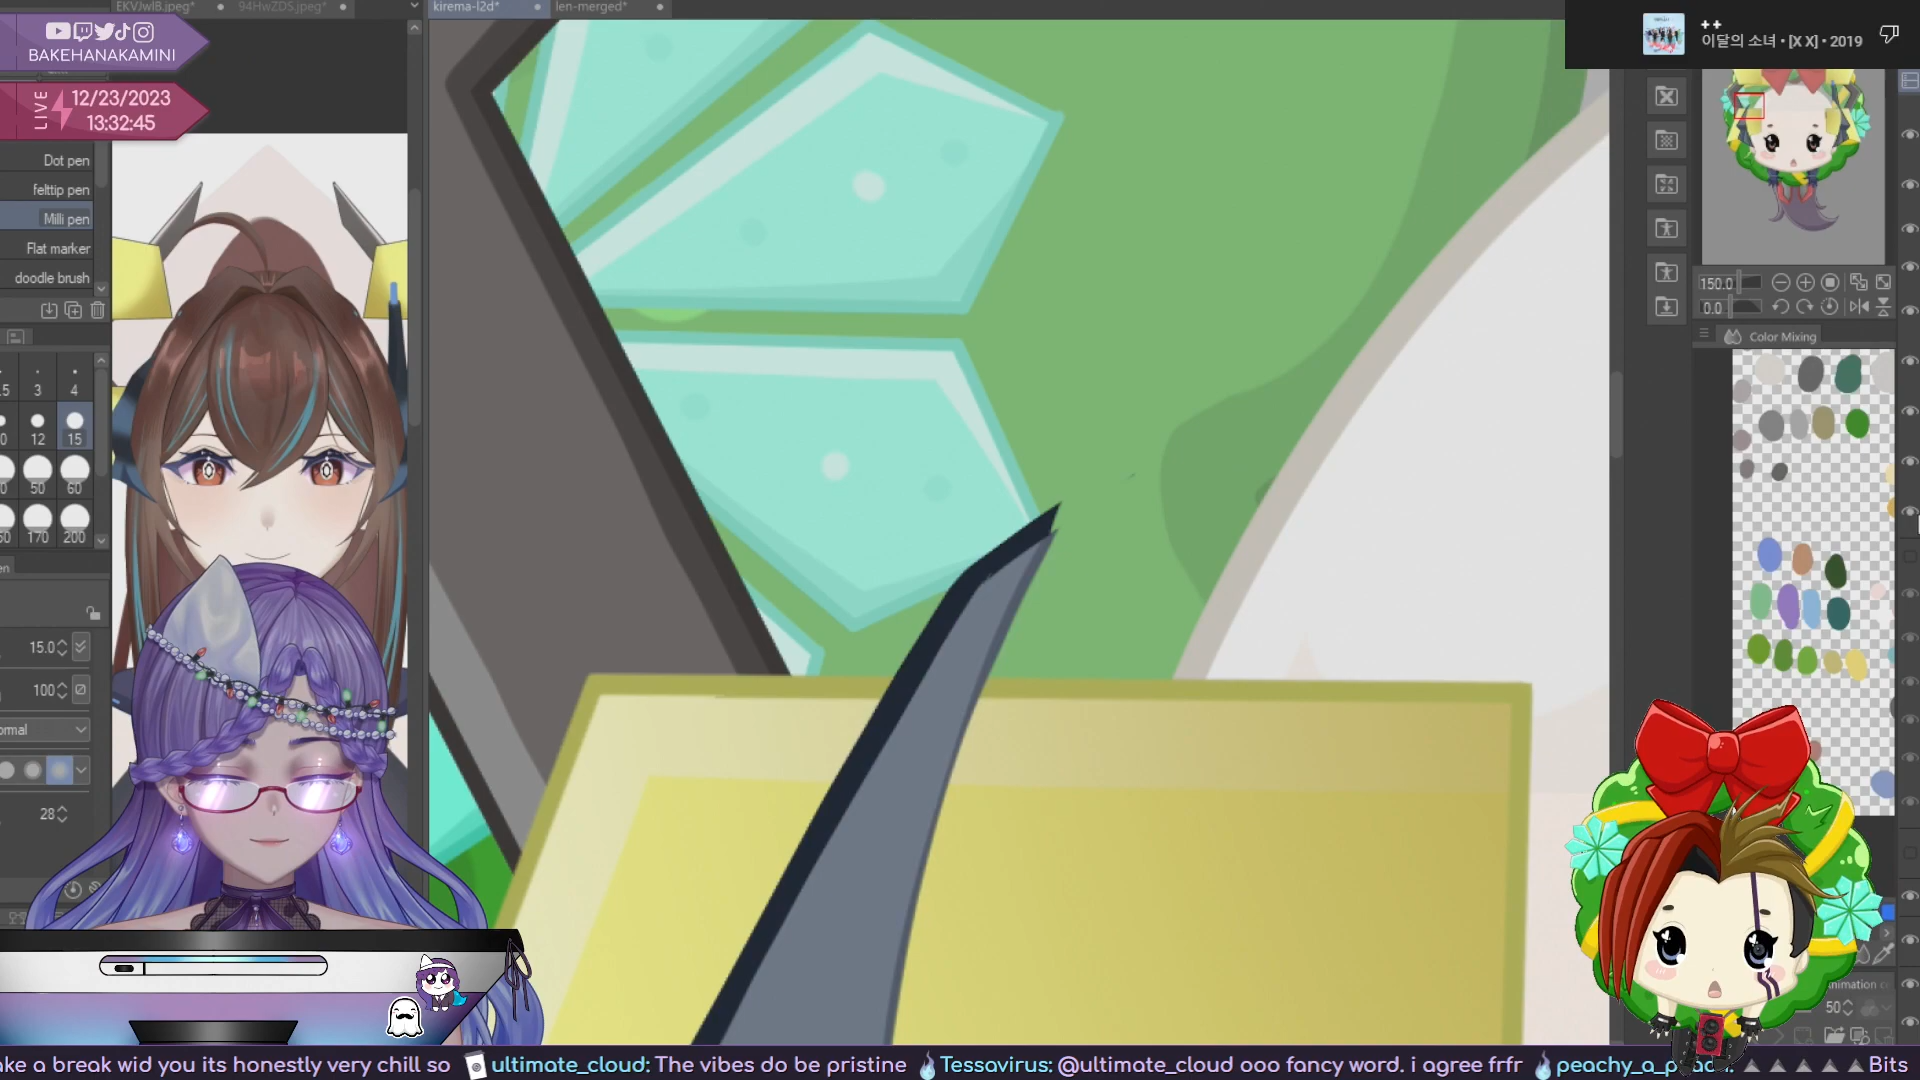 EKVJwlB.jpeg*
94HwZDS.jpeg*
kirema-l2d*
len-merged*
BAKEHANAKAMINI
LIVE
12/23/2023
13:32:45
++
이달의 소녀 • [X X] • 2019
Dot pen
felttip pen
Milli pen
Flat marker
doodle brush
3
4
12
15
50
60
170
200
15.0
100
28
150.0
0.0
Color Mixing
50
ake a break wid you its honestly very chill so
ultimate_cloud: The vibes do be pristine
Tessavirus: @ultimate_cloud ooo fancy word. i agree frfr
Bits